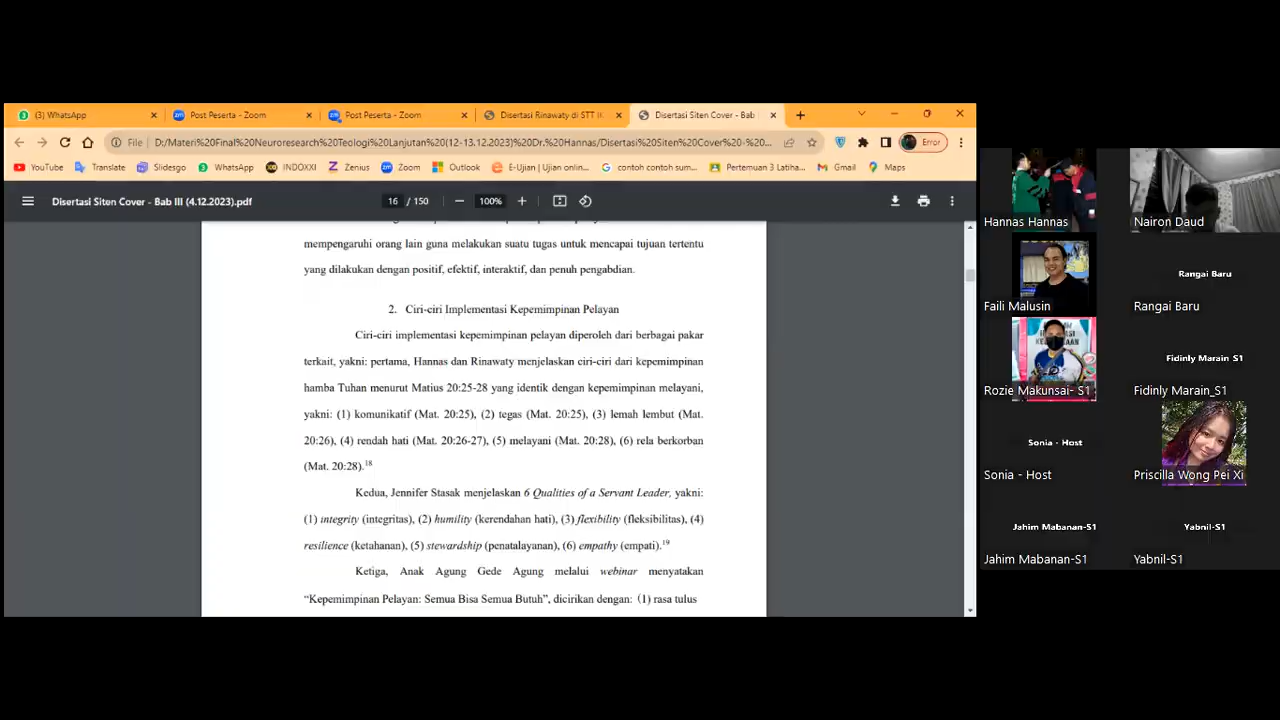 (3) WhatsApp
Post Peserta - Zoom
Post Peserta - Zoom
Disertasi Rinawaty di STT I
Disertasi Siten Cover - Bab
File
D:/Materi%20Final%20Neuroresearch%20Teologi%20Lanjutan%20(12-13.12.2023)%20Dr.%20Hannas/Disertasi%20Siten%20Cover%20-%20...
Error
YouTube
Translate
Slidesgo
WhatsApp
INDOXXI
Zenius
Outlook
E-Ujian | Ujian onlin...
contoh contoh sum...
Pertemuan 3 Latiha...
Gmail
Maps
Disertasi Siten Cover - Bab III (4.12.2023).pdf
16 / 150
100%
mempengaruhi orang lain guna melakukan suatu tugas untuk mencapai tujuan tertentu
yang dilakukan dengan positif, efektif, interaktif, dan penuh pengabdian.
2. Ciri-ciri Implementasi Kepemimpinan Pelayan
Ciri-ciri implementasi kepemimpinan pelayan diperoleh dari berbagai pakar
terkait, yakni: pertama, Hannas dan Rinawaty menjelaskan ciri-ciri dari kepemimpinan
hamba Tuhan menurut Matius 20:25-28 yang identik dengan kepemimpinan melayani,
yakni: (1) komunikatif (Mat. 20:25), (2) tegas (Mat. 20:25), (3) lemah lembut (Mat.
20:26), (4) rendah hati (Mat. 20:26-27), (5) melayani (Mat. 20:28), (6) rela berkorban
(Mat. 20:28).18
Kedua, Jennifer Stasak menjelaskan 6 Qualities of a Servant Leader, yakni:
(1) integrity (integritas), (2) humility (kerendahan hati), (3) flexibility (fleksibilitas), (4)
resilience (ketahanan), (5) stewardship (penatalayanan), (6) empathy (empati).19
Ketiga, Anak Agung Gede Agung melalui webinar menyatakan
“Kepemimpinan Pelayan: Semua Bisa Semua Butuh”, dicirikan dengan: (1) rasa tulus
Hannas Hannas
Nairon Daud
Faili Malusin
Rangai Baru
Rangai Baru
Rozie Makunsai- S1
Fidinly Marain S1
Fidinly Marain_S1
Sonia - Host
Sonia - Host
Priscilla Wong Pei Xi
Jahim Mabanan-S1
Jahim Mabanan-S1
Yabnil-S1
Yabnil-S1